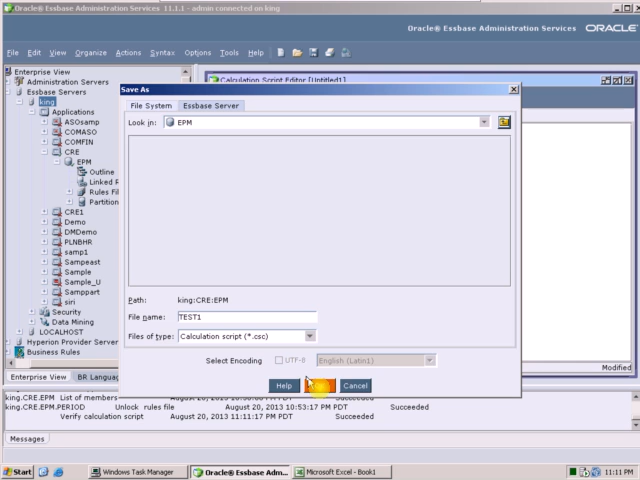 Oracle® Essbase Administration Services 11.1.1 - admin connected on king
Oracle® Essbase Administration Services ORACLE
File Edit View Organize Actions Syntax Options Tools Help
Enterprise View
Administration Servers
Essbase Servers
king
Applications
ASOsamp
COMASO
COMFIN
CRE
EPM
Outline
Linked R
Rules Fil
Partition
CRE1
Demo
DMDemo
PLNBHR
samp1
Sampeast
Sample
Sample_U
Samppart
siri
Security
Data Mining
LOCALHOST
Hyperion Provider Server
Business Rules
Enterprise View BR Languag
Calculation Script Editor [Untitled1]
Save As
File System Essbase Server
Look in: EPM
Path: king:CRE:EPM
File name: TEST1
Files of type: Calculation script (*.csc)
Select Encoding UTF-8 English (Latin1)
Help Cancel
Modified
king.CRE.EPM List of members August 20, 2013 PM PDT Succeeded
king.CRE.EPM.PERIOD Unlock rules file August 20, 2013 10:53:17 PM PDT Succeeded
Verify calculation script August 20, 2013 11:11:17 PM PDT Succeeded
Messages
Start Windows Task Manager Oracle® Essbase Adm... Microsoft Excel - Book1 11:11 PM